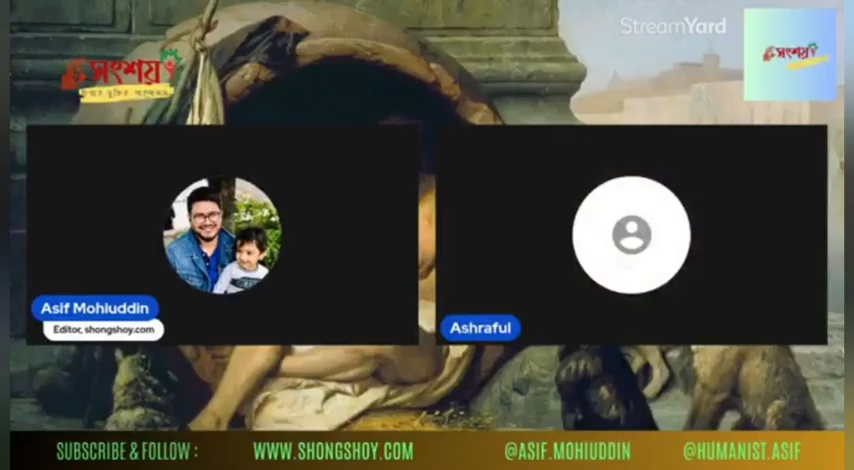 StreamYard
সংশয়
সংশয়
Asif Mohiuddin
Editor, shongshoy.com
Ashraful
SUBSCRIBE & FOLLOW :
WWW.SHONGSHOY.COM
@ASIF.MOHIUDDIN
@HUMANIST.ASIF